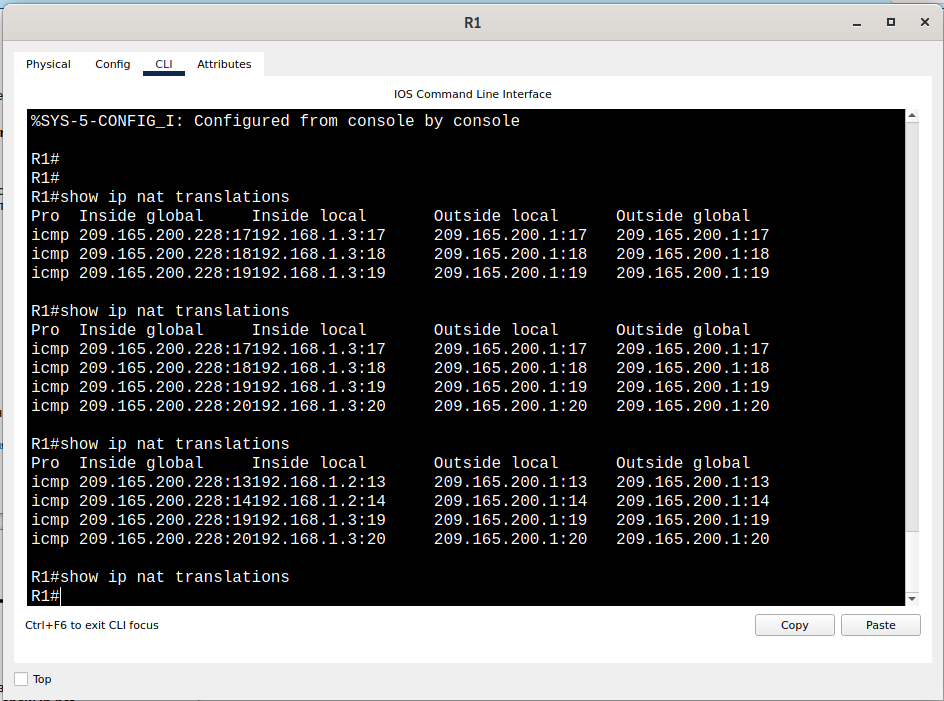 R1
Physical Config CLI Attributes
IOS Command Line Interface
%SYS-5-CONFIG_I: Configured from console by console
R1#
R1#
R1#show ip nat translations
Pro  Inside global     Inside local       Outside local      Outside global
icmp 209.165.200.228:17192.168.1.3:17     209.165.200.1:17   209.165.200.1:17
icmp 209.165.200.228:18192.168.1.3:18     209.165.200.1:18   209.165.200.1:18
icmp 209.165.200.228:19192.168.1.3:19     209.165.200.1:19   209.165.200.1:19
R1#show ip nat translations
Pro  Inside global     Inside local       Outside local      Outside global
icmp 209.165.200.228:17192.168.1.3:17     209.165.200.1:17   209.165.200.1:17
icmp 209.165.200.228:18192.168.1.3:18     209.165.200.1:18   209.165.200.1:18
icmp 209.165.200.228:19192.168.1.3:19     209.165.200.1:19   209.165.200.1:19
icmp 209.165.200.228:20192.168.1.3:20     209.165.200.1:20   209.165.200.1:20
R1#show ip nat translations
Pro  Inside global     Inside local       Outside local      Outside global
icmp 209.165.200.228:13192.168.1.2:13     209.165.200.1:13   209.165.200.1:13
icmp 209.165.200.228:14192.168.1.2:14     209.165.200.1:14   209.165.200.1:14
icmp 209.165.200.228:19192.168.1.3:19     209.165.200.1:19   209.165.200.1:19
icmp 209.165.200.228:20192.168.1.3:20     209.165.200.1:20   209.165.200.1:20
R1#show ip nat translations
R1#
Ctrl+F6 to exit CLI focus
Copy Paste
Top